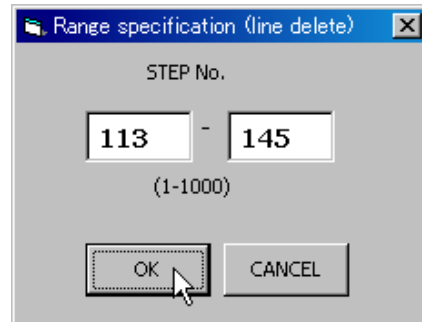 Range specification (line delete)
STEP No.
113 - 145
(1-1000)
OK CANCEL